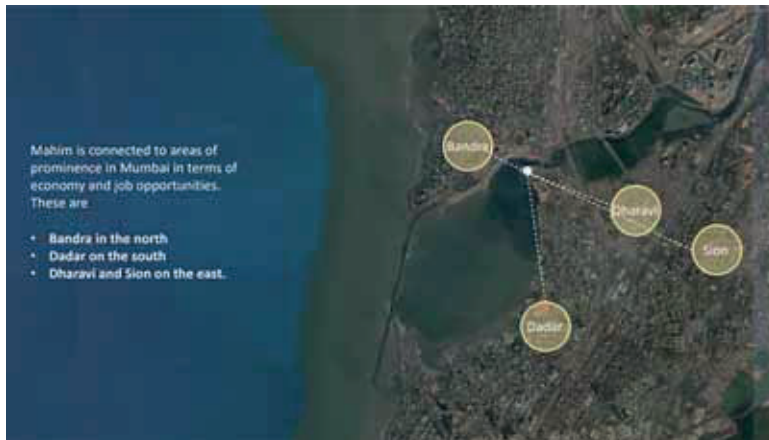 Mahim is connected to areas of
prominence in Mumbai in terms of
economy and job opportunities.
These are
• Bandra in the north
• Dadar on the south
• Dharavi and Sion on the east.
Bandra
Dharavi
Sion
Dadar